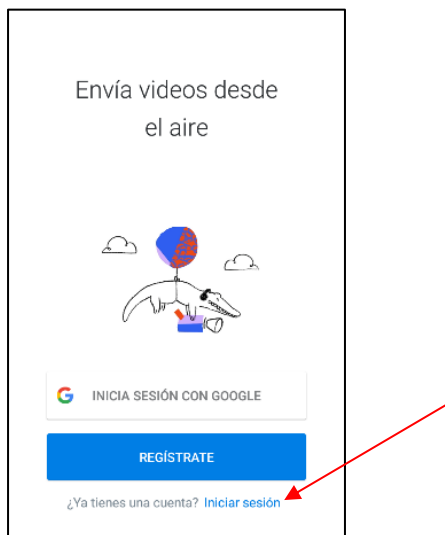 Envía videos desde
el aire
INICIA SESIÓN CON GOOGLE
REGÍSTRATE
¿Ya tienes una cuenta? Iniciar sesión